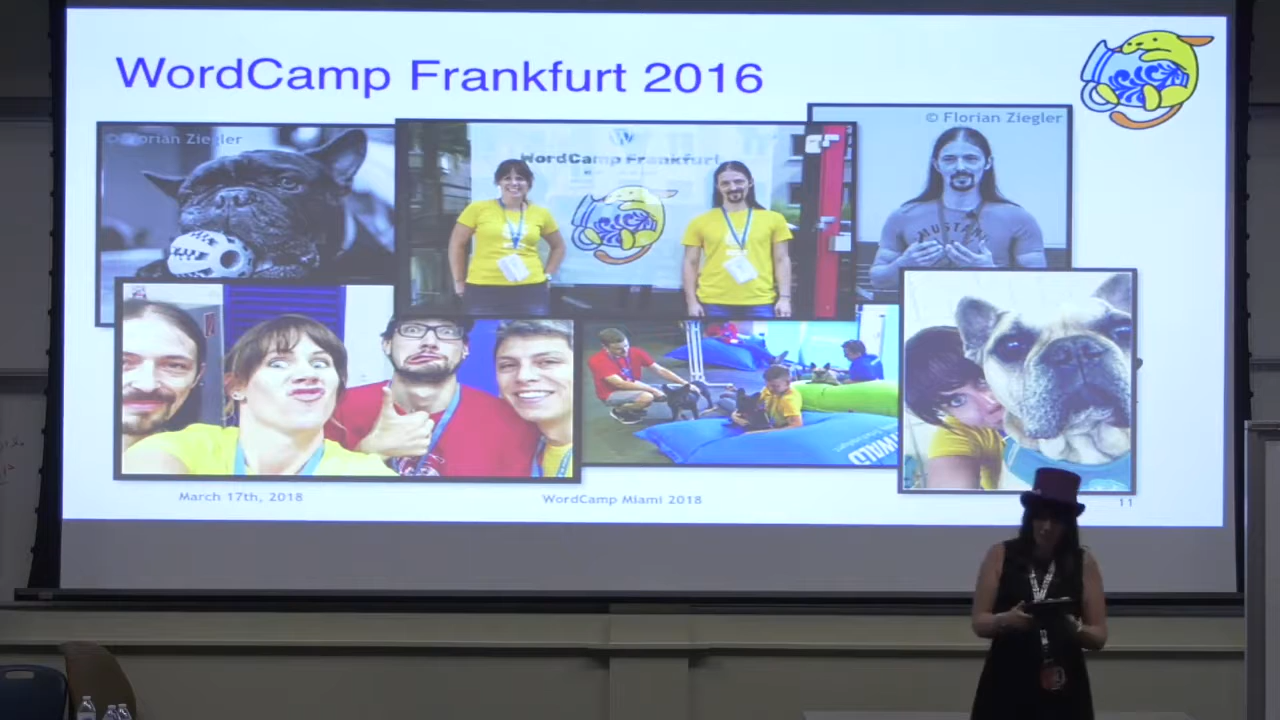 WordCamp Frankfurt 2016
© Florian Ziegler
© Florian Ziegler
WordCamp Frankfurt
MUSTANG
March 17th, 2018
WordCamp Miami 2018
11